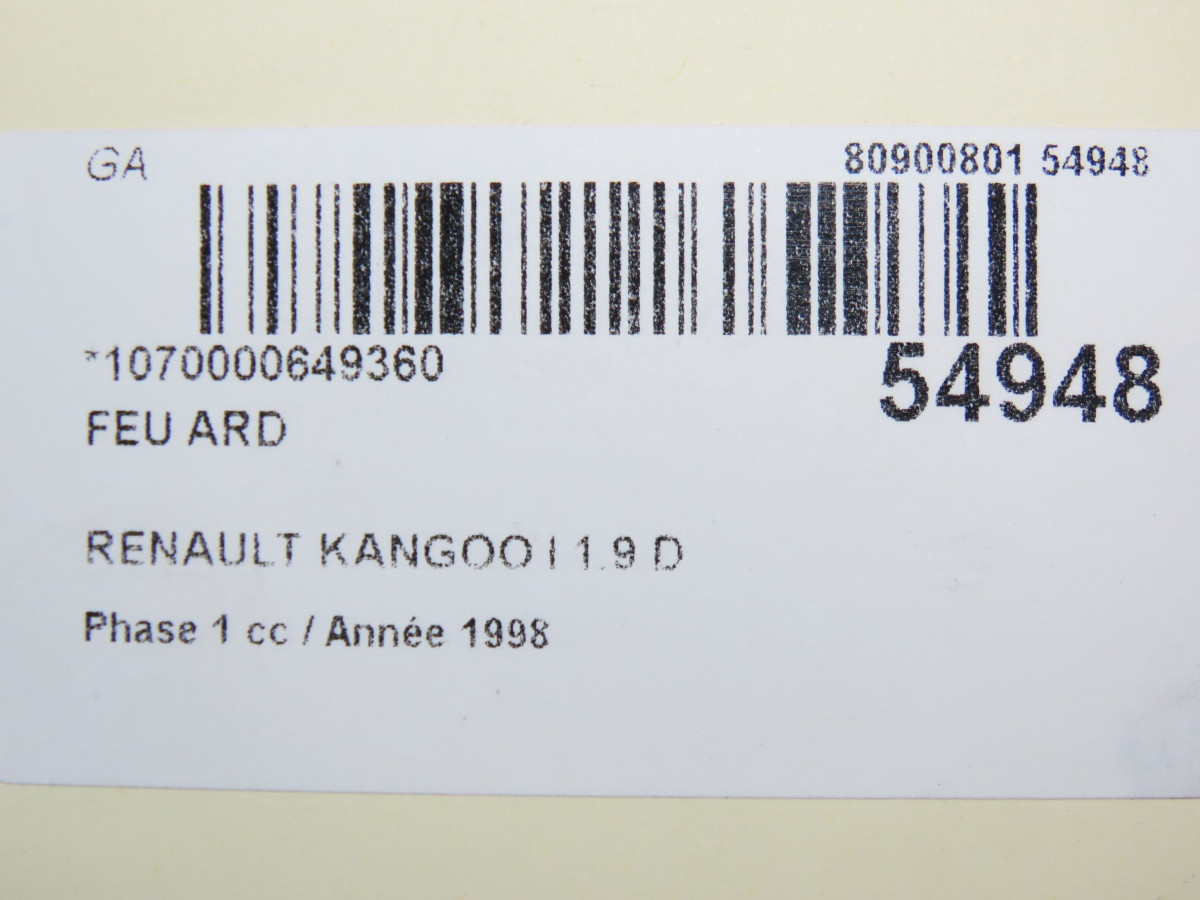 GA
80900801 54948
*1070000649360
54948
FEU ARD
RENAULT KANGOO I 1.9 D
Phase 1 cc / Année 1998